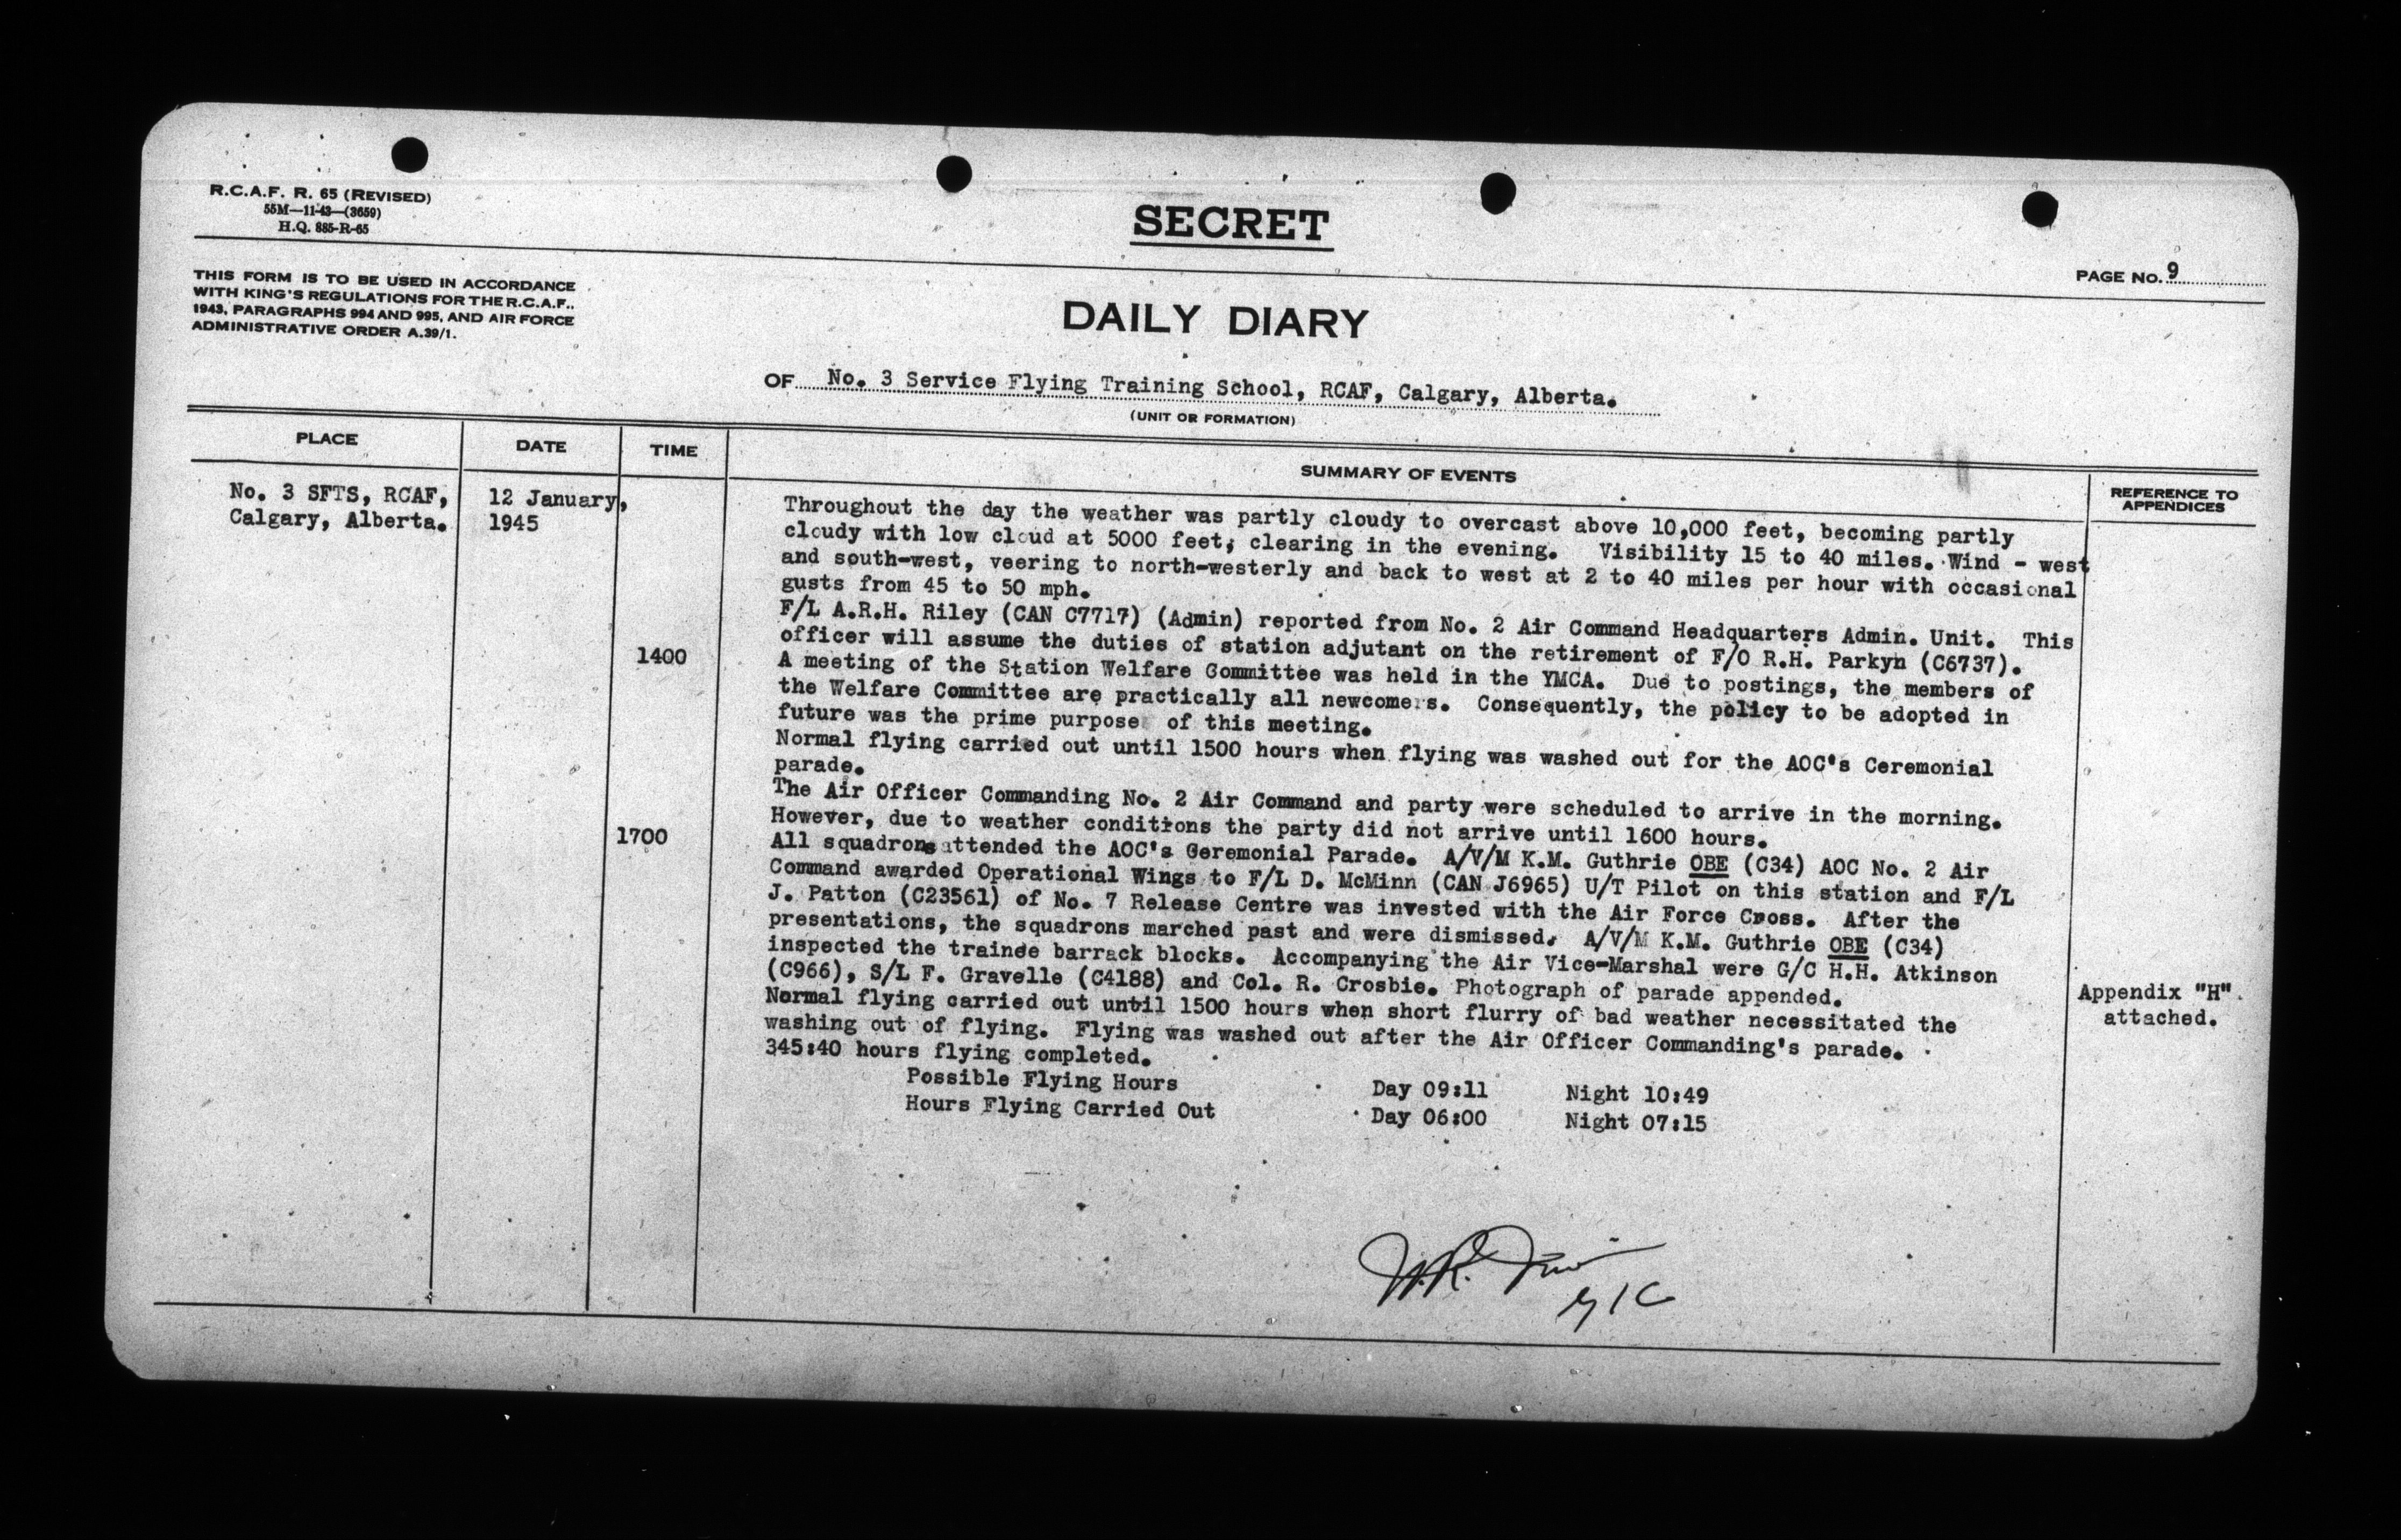 R.C.A.F. R. 65 (REVISED)
55M—11-43—(3659)
H.Q. 885-R-65
SECRET
PAGE No. 9
THIS FORM IS TO BE USED IN ACCORDANCE
WITH KING'S REGULATIONS FOR THE R.C.A.F.,
1943, PARAGRAPHS 994 AND 995, AND AIR FORCE
ADMINISTRATIVE ORDER A.39/1.
DAILY DIARY
OF No. 3 Service Flying Training School, RCAF, Calgary, Alberta.
(UNIT OR FORMATION)
PLACE DATE TIME SUMMARY OF EVENTS REFERENCE TO APPENDICES
No. 3 SFTS, RCAF,
Calgary, Alberta.
12 January,
1945
Throughout the day the weather was partly cloudy to overcast above 10,000 feet, becoming partly
cloudy with low cloud at 5000 feet; clearing in the evening. Visibility 15 to 40 miles. Wind - west
and south-west, veering to north-westerly and back to west at 2 to 40 miles per hour with occasional
gusts from 45 to 50 mph.
F/L A.R.H. Riley (CAN C7717) (Admin) reported from No. 2 Air Command Headquarters Admin. Unit. This
officer will assume the duties of station adjutant on the retirement of F/O R.H. Parkyn (C6737).
1400 A meeting of the Station Welfare Committee was held in the YMCA. Due to postings, the members of
the Welfare Committee are practically all newcomers. Consequently, the policy to be adopted in
future was the prime purpose of this meeting.
Normal flying carried out until 1500 hours when flying was washed out for the AOC's Ceremonial
parade.
The Air Officer Commanding No. 2 Air Command and party were scheduled to arrive in the morning.
However, due to weather conditions the party did not arrive until 1600 hours.
1700 All squadrons attended the AOC's Ceremonial Parade. A/V/M K.M. Guthrie OBE (C34) AOC No. 2 Air
Command awarded Operational Wings to F/L D. McMinn (CAN J6965) U/T Pilot on this station and F/L
J. Patton (C23561) of No. 7 Release Centre was invested with the Air Force Cross. After the
presentations, the squadrons marched past and were dismissed. A/V/M K.M. Guthrie OBE (C34)
inspected the trainee barrack blocks. Accompanying the Air Vice-Marshal were G/C H.H. Atkinson
(C966), S/L F. Gravelle (C4188) and Col. R. Crosbie. Photograph of parade appended.
Appendix "H".
attached.
Normal flying carried out until 1500 hours when short flurry of bad weather necessitated the
washing out of flying. Flying was washed out after the Air Officer Commanding's parade.
345:40 hours flying completed.
Possible Flying Hours Day 09:11 Night 10:49
Hours Flying Carried Out Day 06:00 Night 07:15